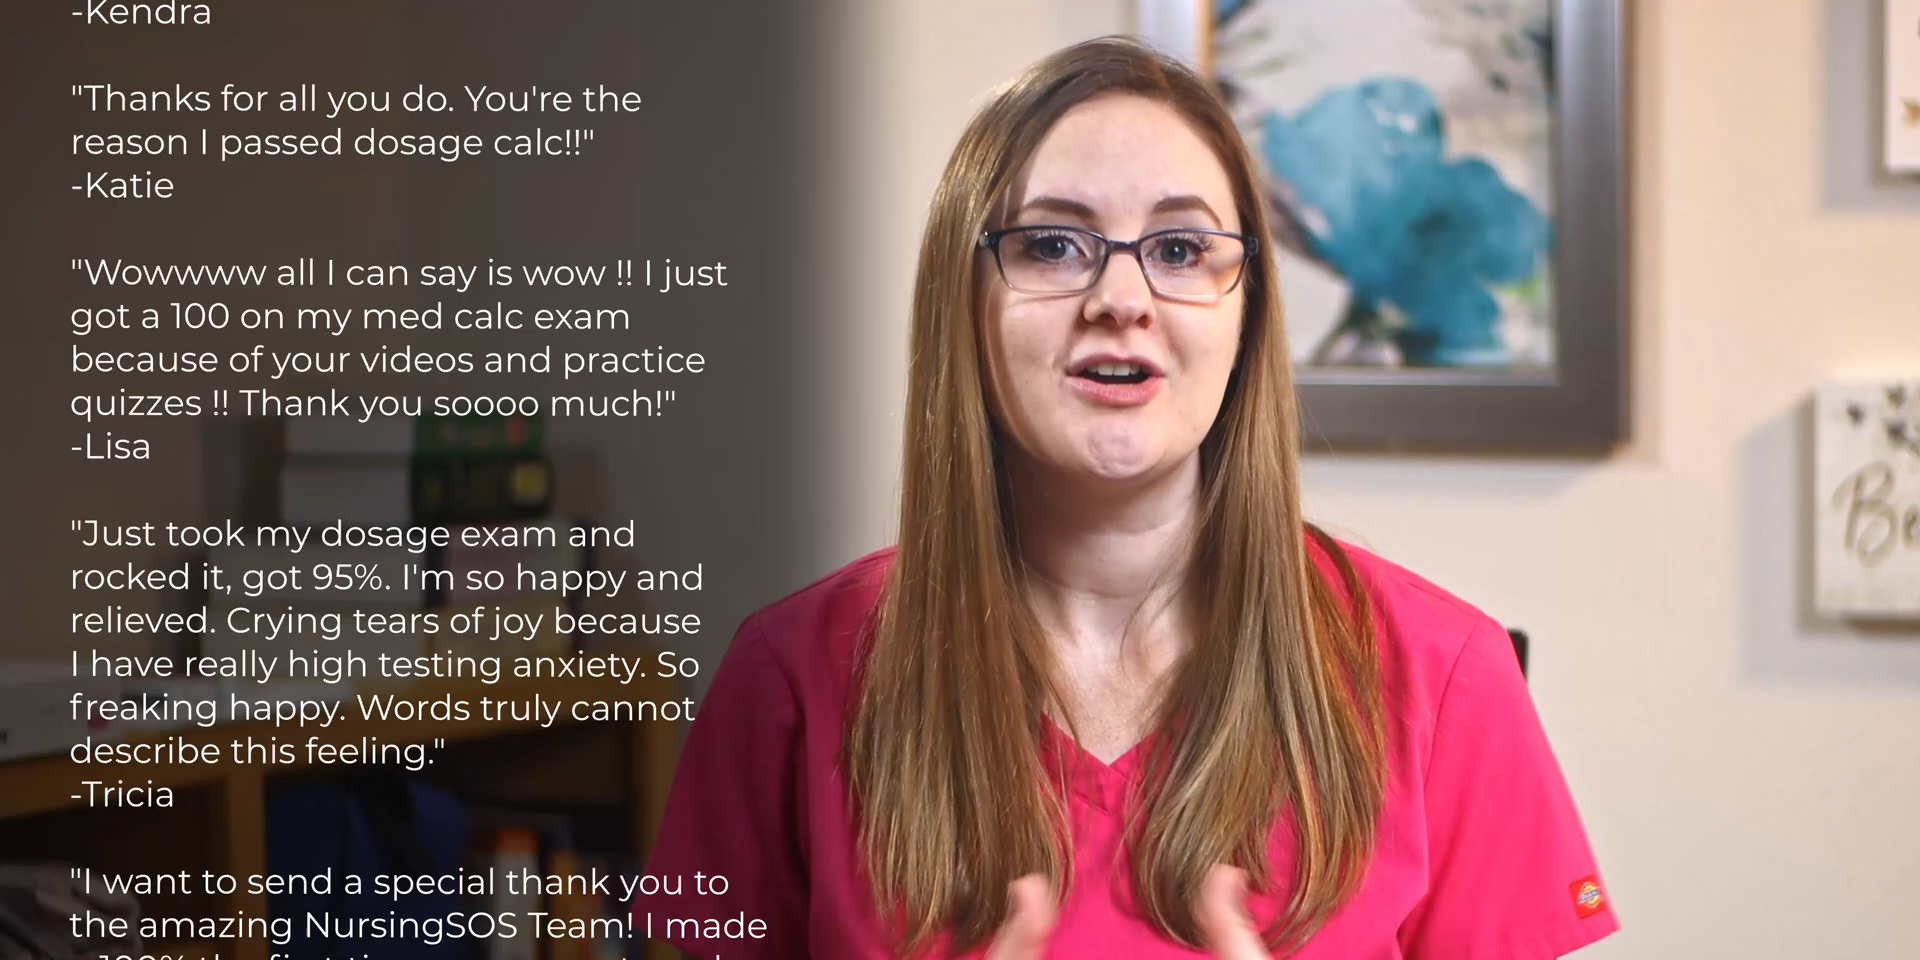 -Kendra
"Thanks for all you do. You're the
reason I passed dosage calc!!"
-Katie
"Wowwww all I can say is wow !! I just
got a 100 on my med calc exam
because of your videos and practice
quizzes !! Thank you soooo much!"
-Lisa
"Just took my dosage exam and
rocked it, got 95%. I'm so happy and
relieved. Crying tears of joy because
I have really high testing anxiety. So
freaking happy. Words truly cannot
describe this feeling."
-Tricia
"I want to send a special thank you to
the amazing NursingSOS Team! I made
100% the first
Be